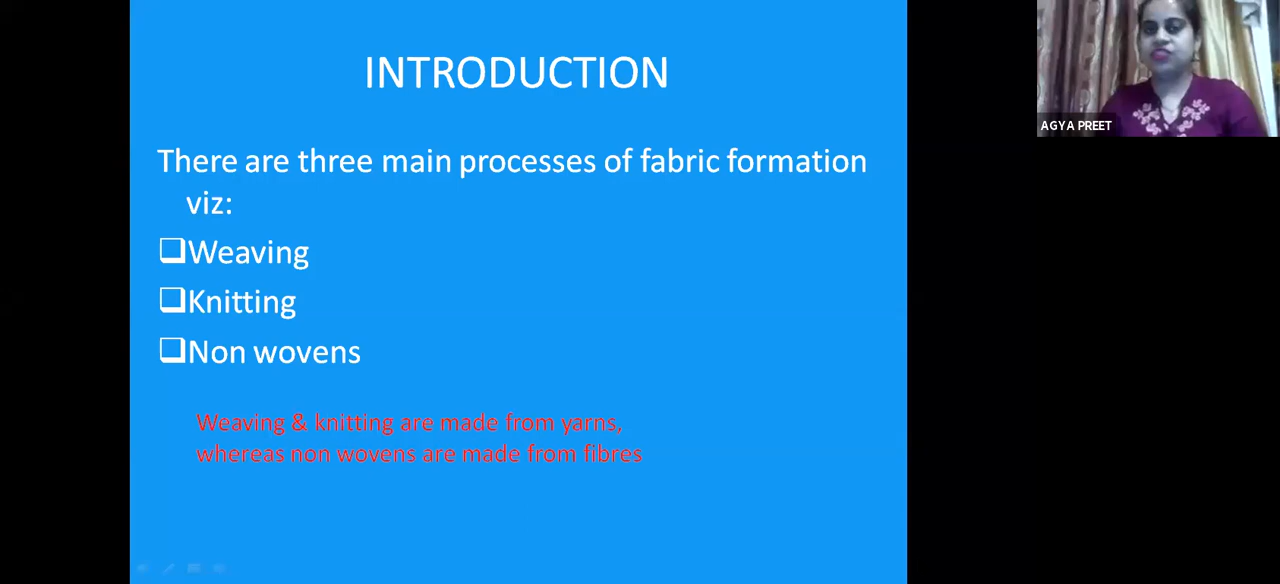 INTRODUCTION
There are three main processes of fabric formation
viz:
Weaving
Knitting
Non wovens
Weaving & knitting are made from yarns,
whereas non wovens are made from fibres
AGYA PREET